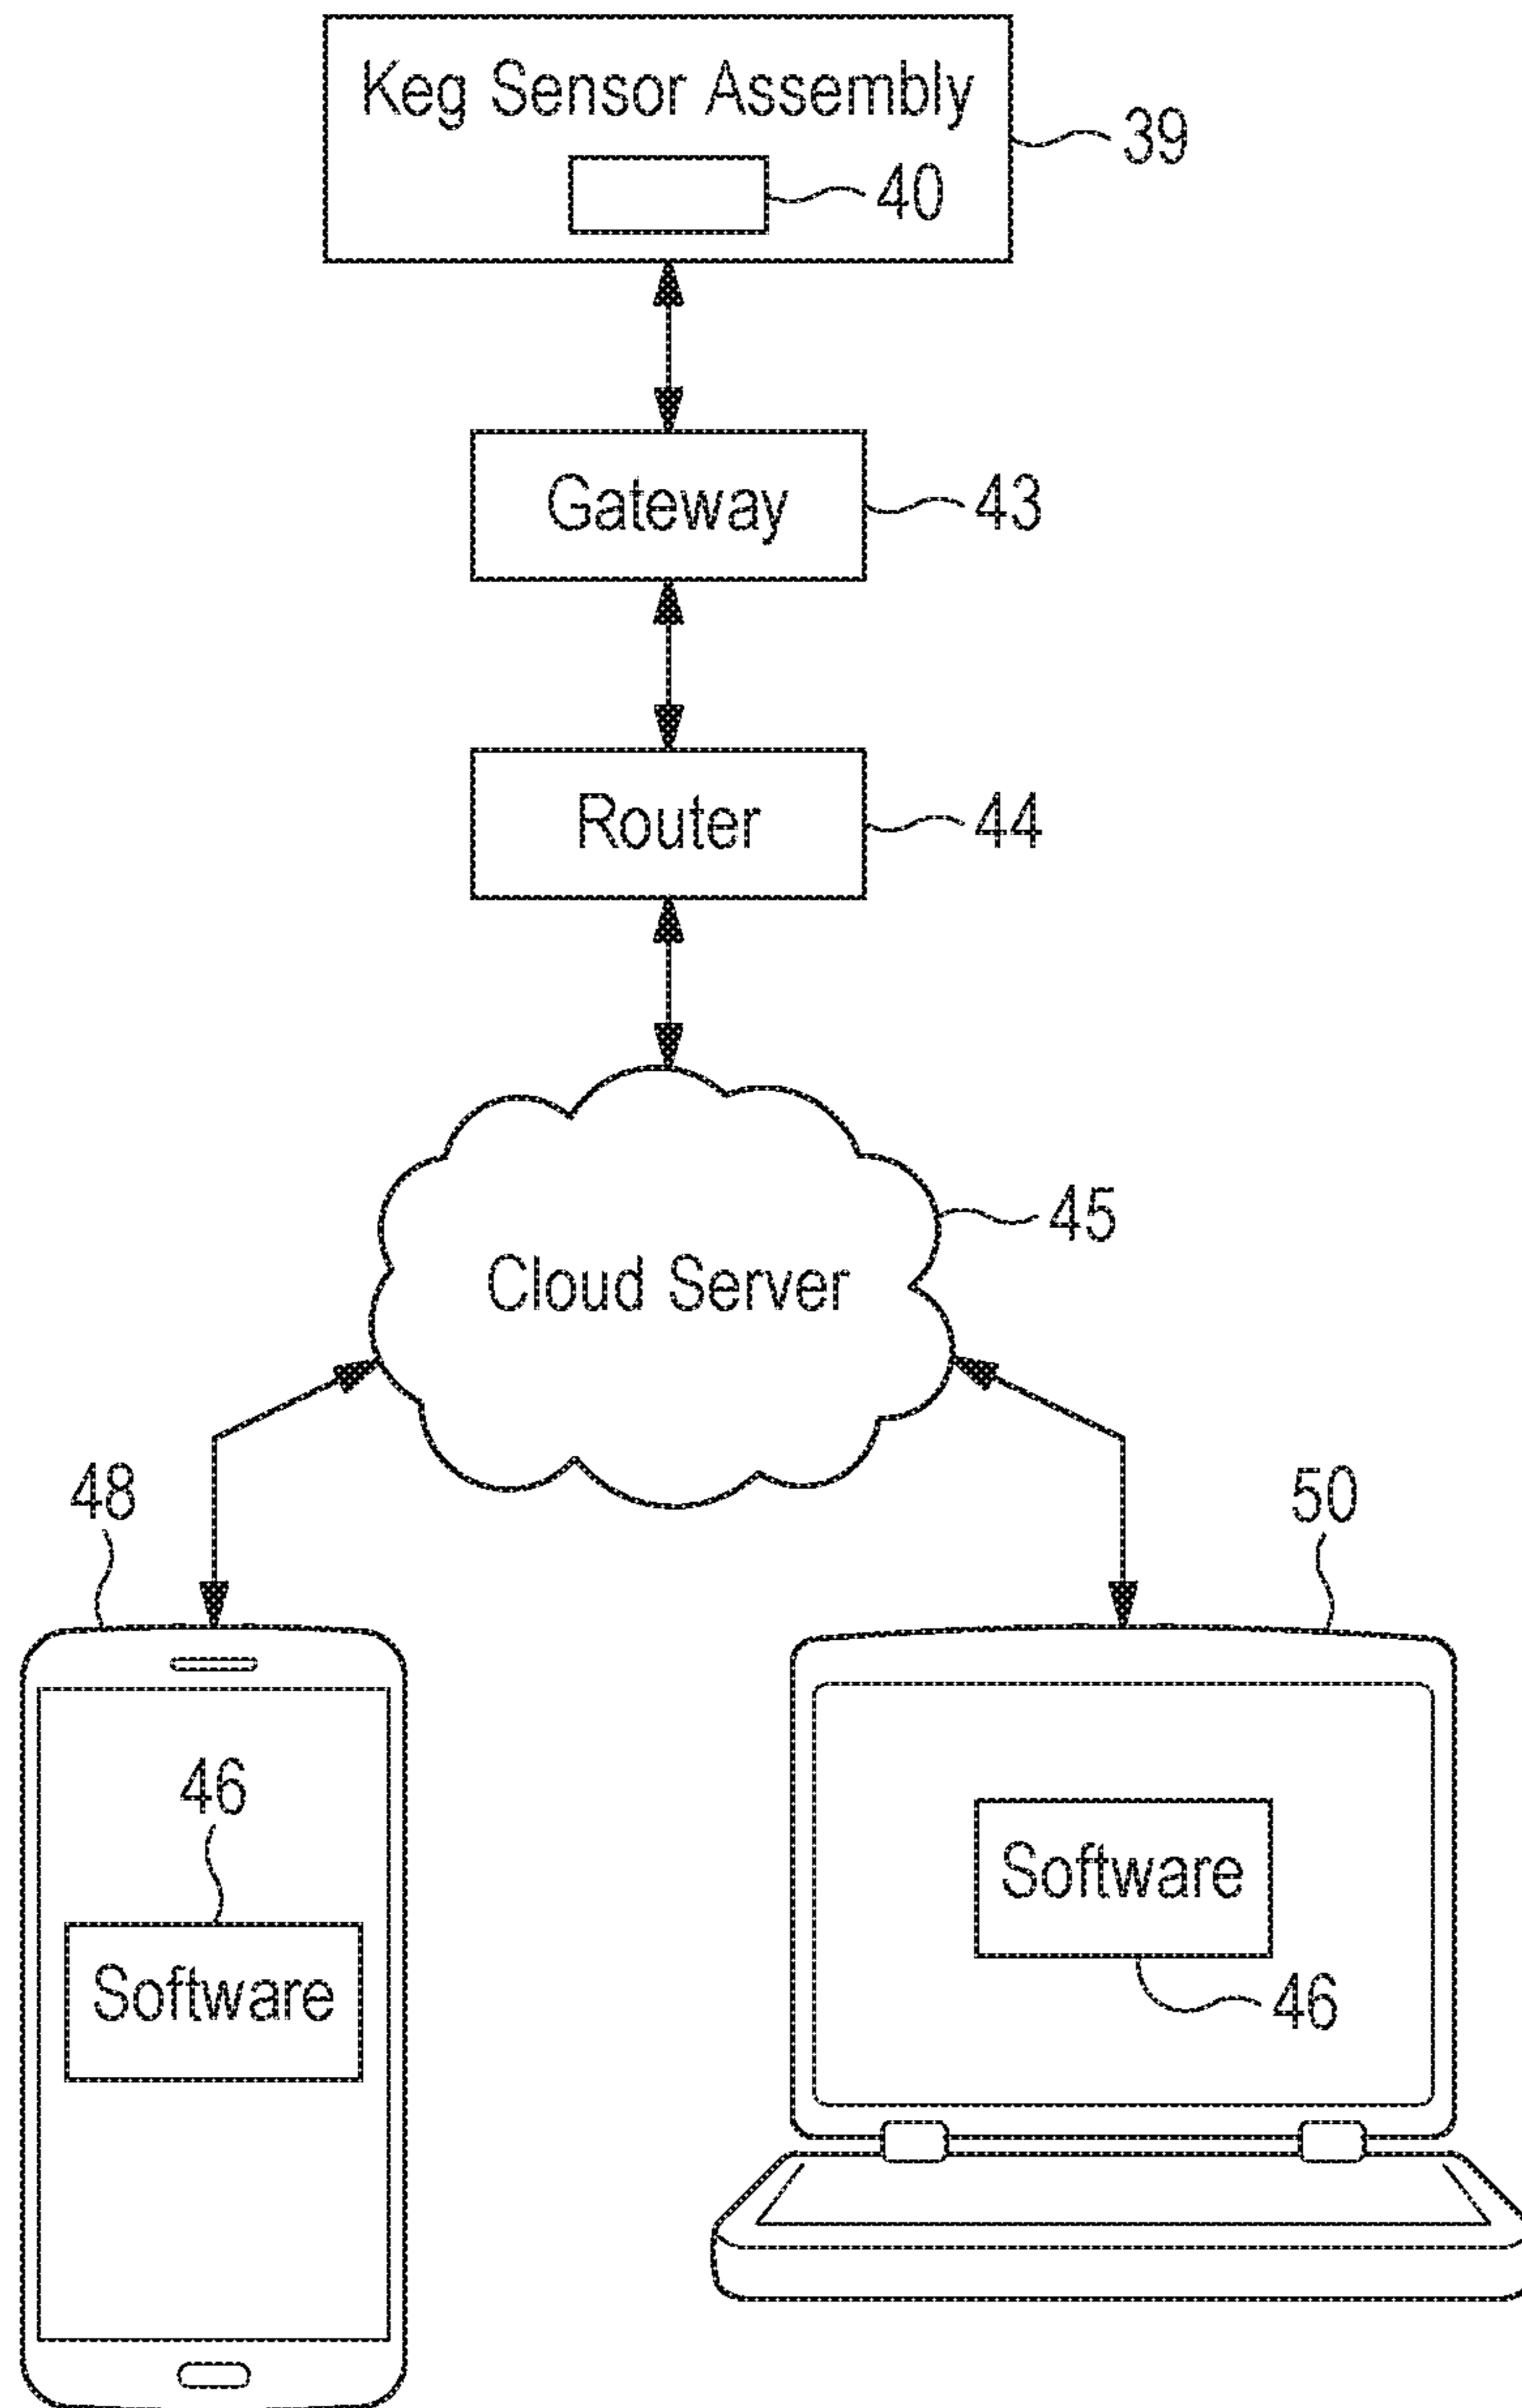 Keg Sensor Assembly
39
40
Gateway
43
Router
44
45
Cloud Server
48
50
46
Software
Software
46